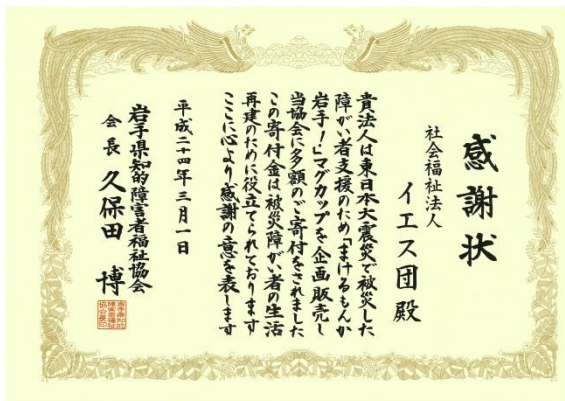 感謝状
社会福祉法人
イエス団殿
貴法人は東日本大震災で被災した
障がい者支援のため「まけるもんか
岩手!」マグカップを企画販売し
当協会に多額のご寄付をされました
この寄付金は被災障がい者の生活
再建のために役立てられております
ここに心より感謝の意を表します
平成二十四年三月一日
岩手県知的障害者福祉協会
会長 久保田 博